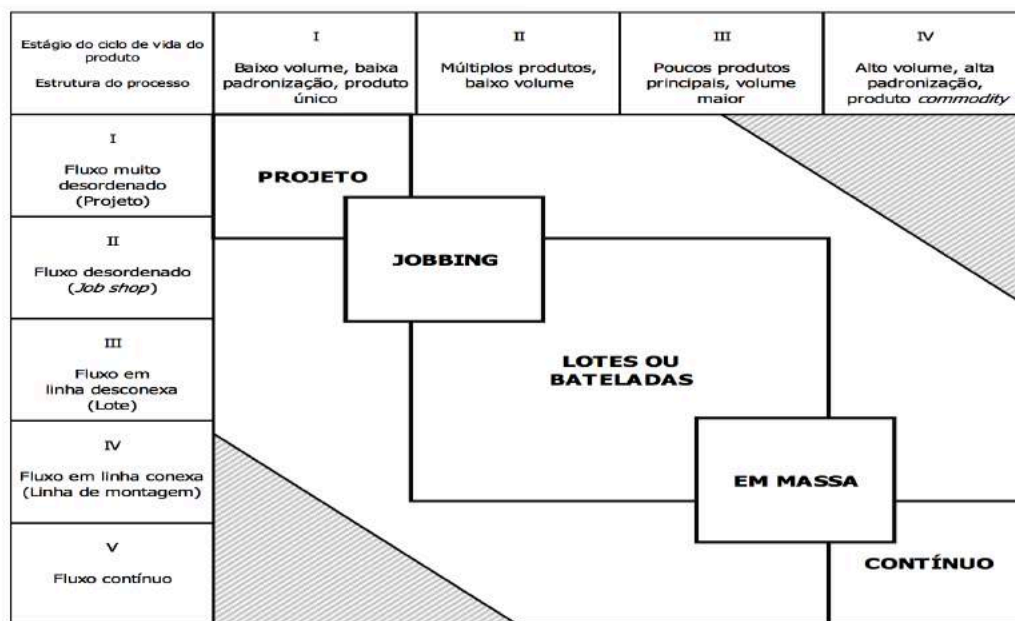 Estágio do ciclo de vida do
produto
Estrutura do processo
I
Baixo volume, baixa
padronização, produto
único
II
Múltiplos produtos,
baixo volume
III
Poucos produtos
principais, volume
maior
IV
Alto volume, alta
padronização,
produto commodity
I
Fluxo muito
desordenado
(Projeto)
II
Fluxo desordenado
(Job shop)
III
Fluxo em
linha desconexa
(Lote)
IV
Fluxo em linha conexa
(Linha de montagem)
V
Fluxo contínuo
PROJETO
JOBBING
LOTES OU
BATELADAS
EM MASSA
CONTÍNUO